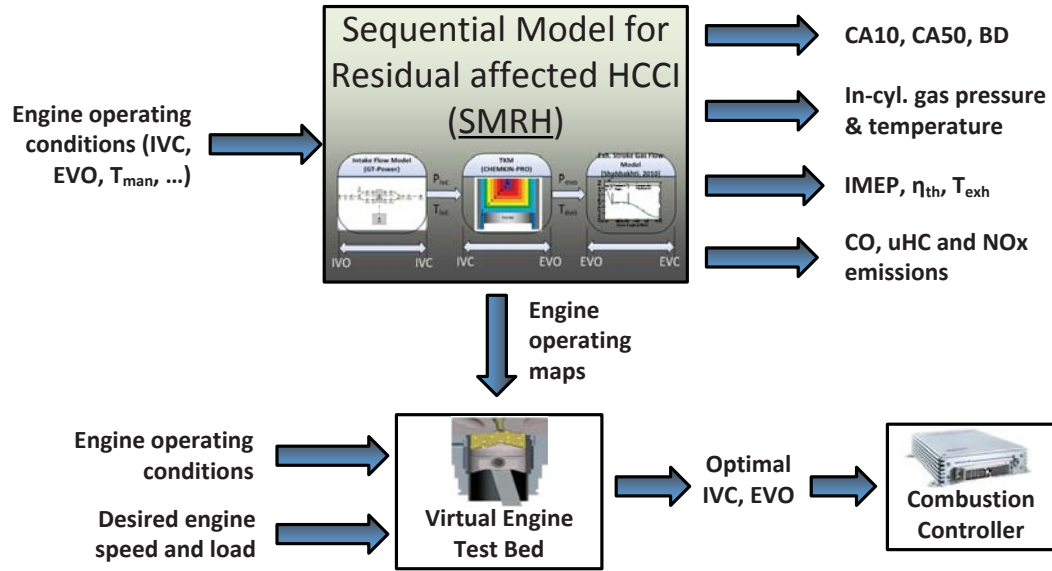 Sequential Model for
Residual affected HCCI
(SMRH)
Engine operating
conditions (IVC,
EVO, Tman, …)
Intake Flow Model
(GT-Power)
Pivc
Tivc
TKM
(CHEMKIN-PRO)
Pevo
Tevo
Exh. Stroke Gas Flow
Model
(Shahbakhti, 2010)
IVO
IVC
IVC
EVO
EVO
EVC
CA10, CA50, BD
In-cyl. gas pressure
& temperature
IMEP, ηth, Texh
CO, uHC and NOx
emissions
Engine
operating
maps
Engine operating
conditions
Desired engine
speed and load
Virtual Engine
Test Bed
Optimal
IVC, EVO
Combustion
Controller